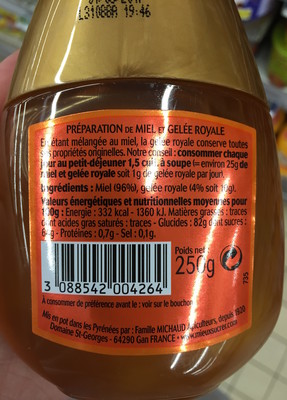 L31088A 19:46
PRÉPARATION DE MIEL ET GELÉE ROYALE
En étant mélangée au miel, la gelée royale conserve toutes
ses propriétés originelles. Notre conseil : consommer chaque
jour au petit-déjeuner 1,5 cuil. à soupe (= environ 25g de
miel et gelée royale soit 1g de gelée royale par jour).
Ingrédients : Miel (96%), gelée royale (4% soit 10g).
Valeurs énergétiques et nutritionnelles moyennes pour
100g : Energie : 332 kcal - 1360 kJ. Matières grasses : traces
dont acides gras saturés : traces - Glucides : 82g dont sucres :
g - Protéines : 0,7g - Sel : 0,1g.
Poids net :
250g
3 088542 004264
735
À consommer de préférence avant le : voir sur le bouchon
Mis en pot dans les Pyrénées par : Famille MICHAUD Apiculteurs, depuis 1920
Domaine St-Georges - 64290 Gan FRANCE - www.mieuxsucrer.com